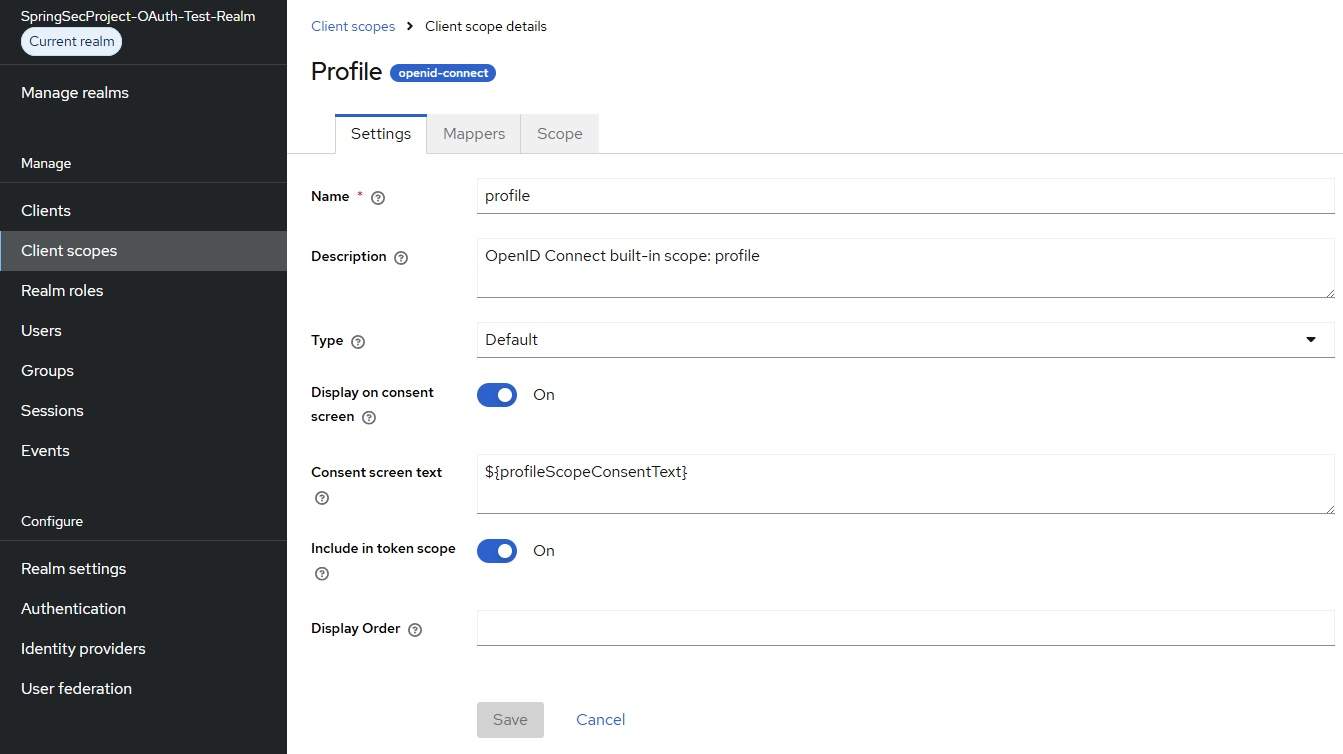 SpringSecProject-OAuth-Test-Realm
Current realm
Manage realms
Manage
Clients
Client scopes
Realm roles
Users
Groups
Sessions
Events
Configure
Realm settings
Authentication
Identity providers
User federation
Client scopes > Client scope details
Profile openid-connect
Settings Mappers Scope
Name * profile
Description OpenID Connect built-in scope: profile
Type Default
Display on consent
screen On
Consent screen text ${profileScopeConsentText}
Include in token scope On
Display Order
Save Cancel